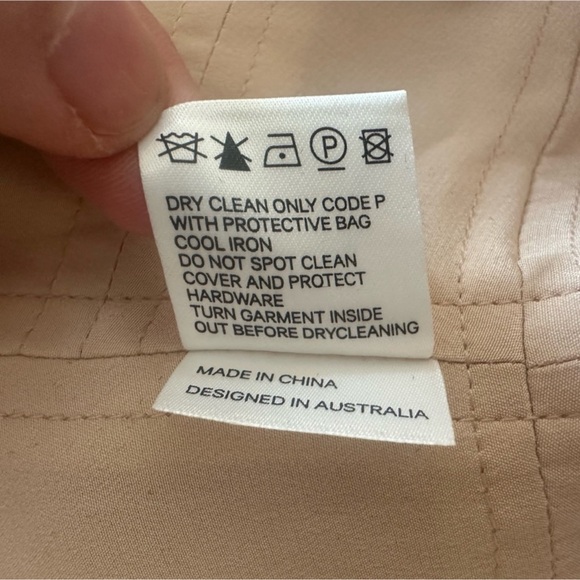 P
DRY CLEAN ONLY CODE P
WITH PROTECTIVE BAG
COOL IRON
DO NOT SPOT CLEAN
COVER AND PROTECT
HARDWARE
TURN GARMENT INSIDE
OUT BEFORE DRYCLEANING
MADE IN CHINA
DESIGNED IN AUSTRALIA